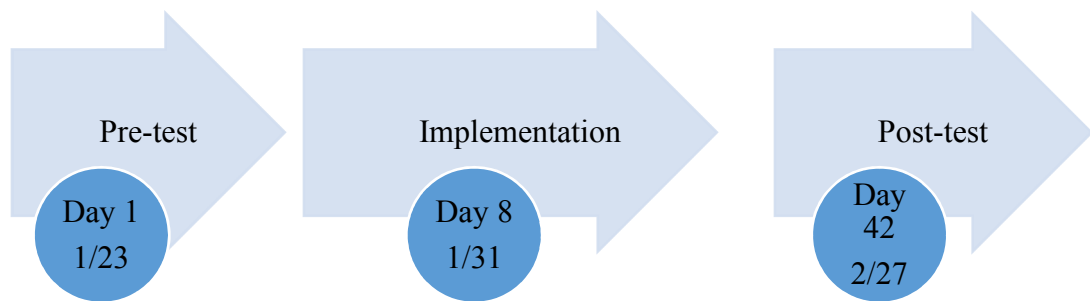 Pre-test
Implementation
Post-test
Day 1
1/23
Day 8
1/31
Day
42
2/27